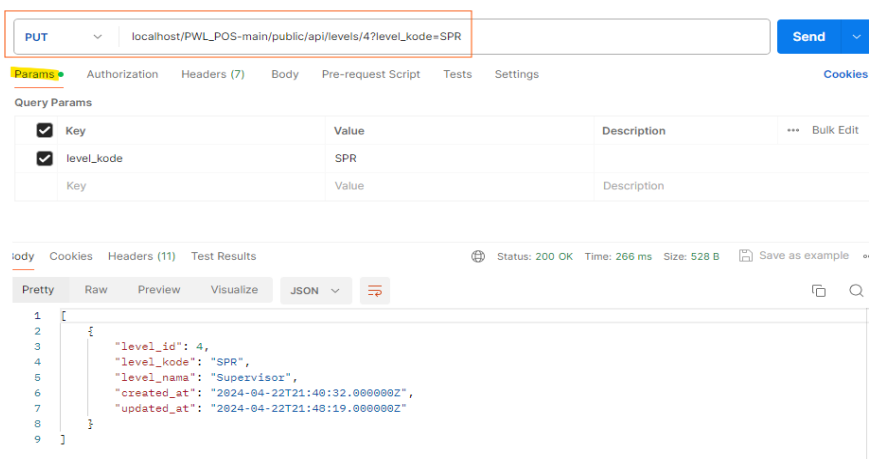 PUT localhost/PWL_POS-main/public/api/levels/4?level_kode=SPR Send
Params Authorization Headers (7) Body Pre-request Script Tests Settings Cookies
Query Params
Key Value Description Bulk Edit
level_kode SPR
Key Value Description
Body Cookies Headers (11) Test Results Status: 200 OK Time: 266 ms Size: 528 B Save as example
Pretty Raw Preview Visualize JSON
1 [
2 {
3 "level_id": 4,
4 "level_kode": "SPR",
5 "level_nama": "Supervisor",
6 "created_at": "2024-04-22T21:40:32.000000Z",
7 "updated_at": "2024-04-22T21:48:19.000000Z"
8 }
9 ]